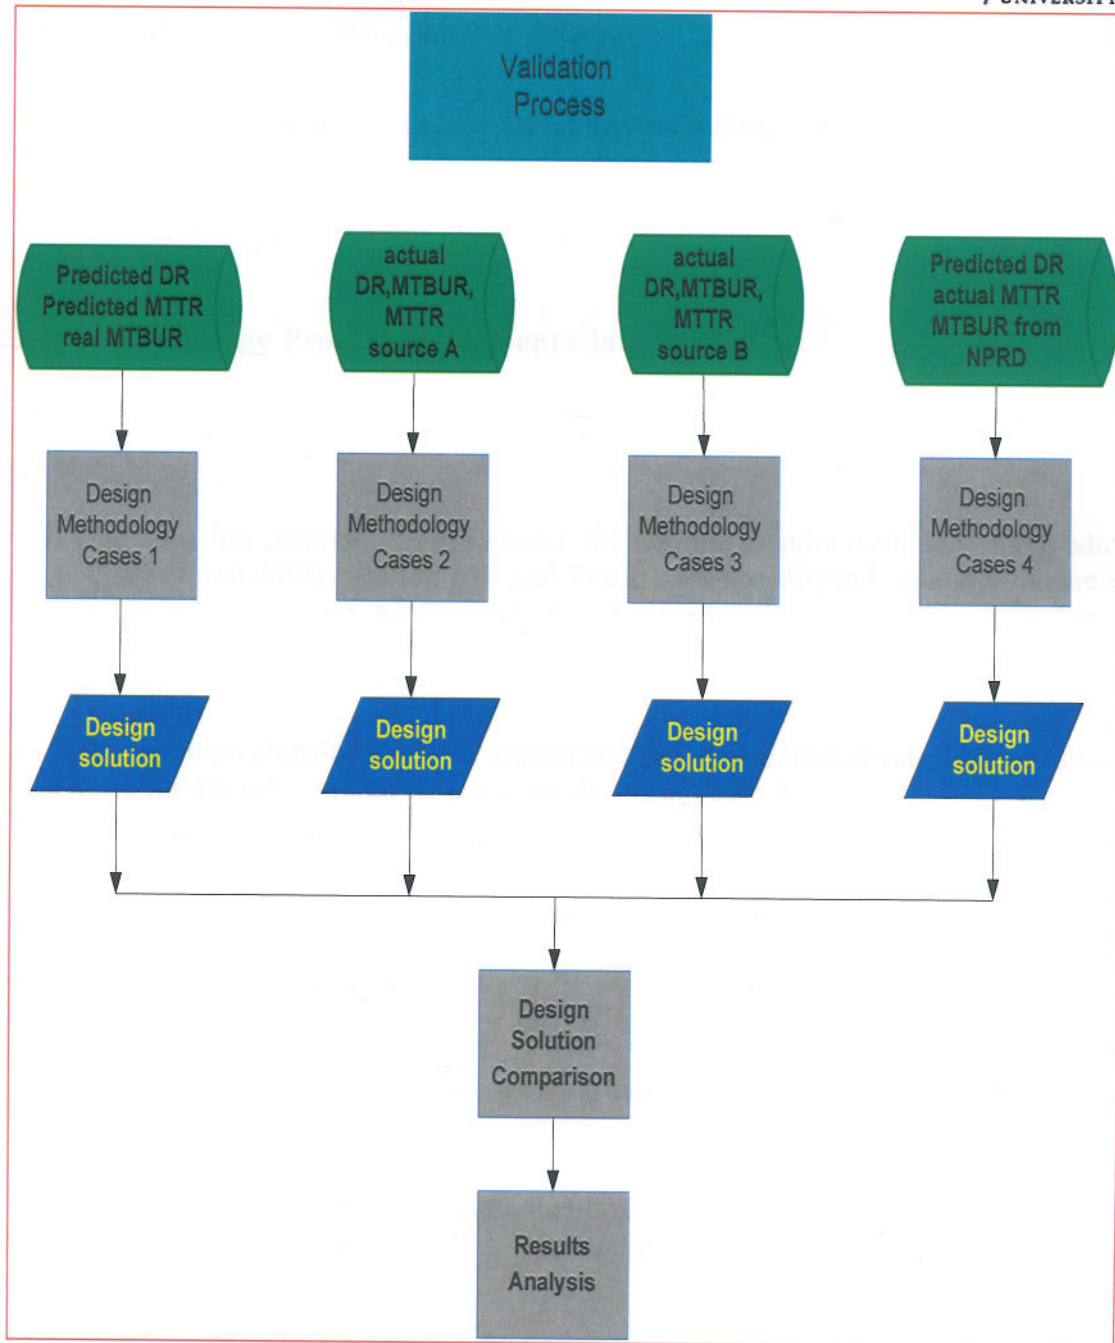 UNIVERSIT
Validation
Process
Predicted DR
Predicted MTTR
real MTBUR
actual
DR,MTBUR,
MTTR
source A
actual
DR,MTBUR,
MTTR
source B
Predicted DR
actual MTTR
MTBUR from
NPRD
Design
Methodology
Cases 1
Design
Methodology
Cases 2
Design
Methodology
Cases 3
Design
Methodology
Cases 4
Design
solution
Design
solution
Design
solution
Design
solution
Design
Solution
Comparison
Results
Analysis